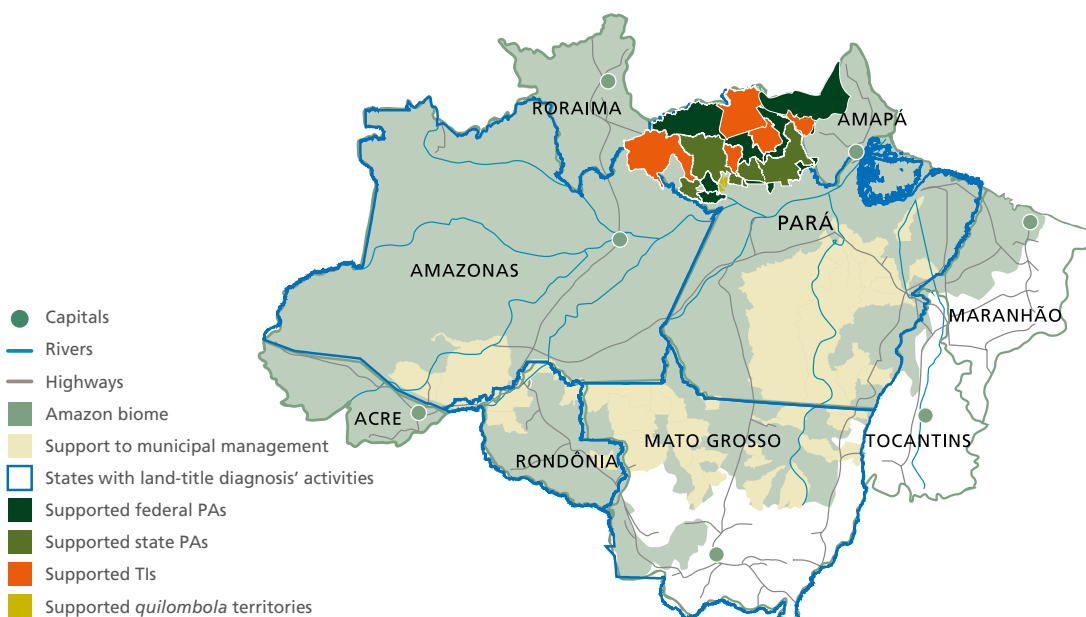 RORAIMA
AMAPÁ
PARÁ
AMAZONAS
MARANHÃO
ACRE
MATO GROSSO
TOCANTINS
RONDÔNIA
Capitals
Rivers
Highways
Amazon biome
Support to municipal management
States with land-title diagnosis’ activities
Supported federal PAs
Supported state PAs
Supported TIs
Supported quilombola territories